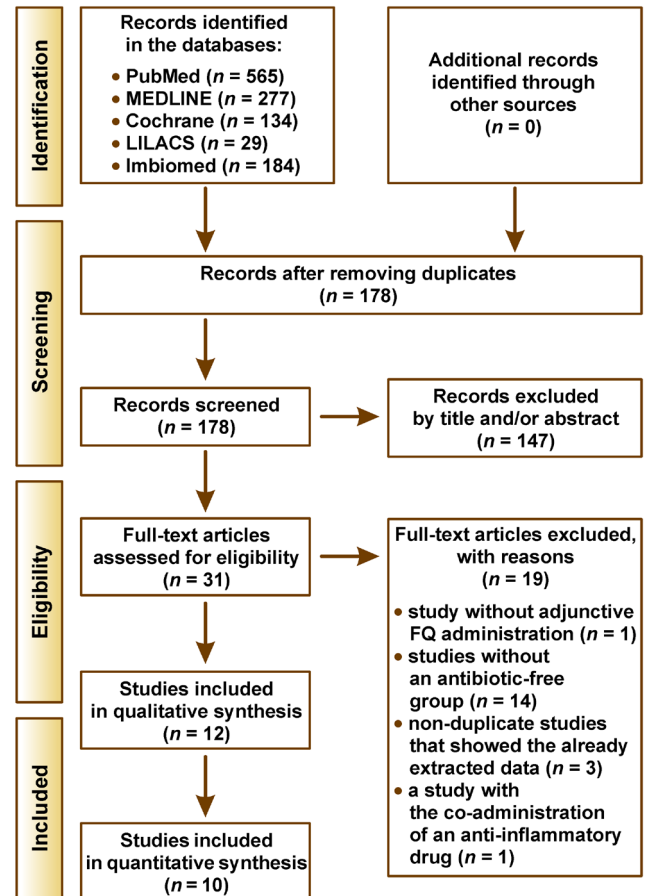 Identification
Records identified
in the databases:
• PubMed (n = 565)
• MEDLINE (n = 277)
• Cochrane (n = 134)
• LILACS (n = 29)
• Imbiomed (n = 184)
Additional records
identified through
other sources
(n = 0)
Screening
Records after removing duplicates
(n = 178)
Records screened
(n = 178)
Records excluded
by title and/or abstract
(n = 147)
Eligibility
Full-text articles
assessed for eligibility
(n = 31)
Full-text articles excluded,
with reasons
(n = 19)
• study without adjunctive
FQ administration (n = 1)
• studies without
an antibiotic-free
group (n = 14)
• non-duplicate studies
that showed the already
extracted data (n = 3)
• a study with
the co-administration
of an anti-inflammatory
drug (n = 1)
Studies included
in qualitative synthesis
(n = 12)
Included
Studies included
in quantitative synthesis
(n = 10)